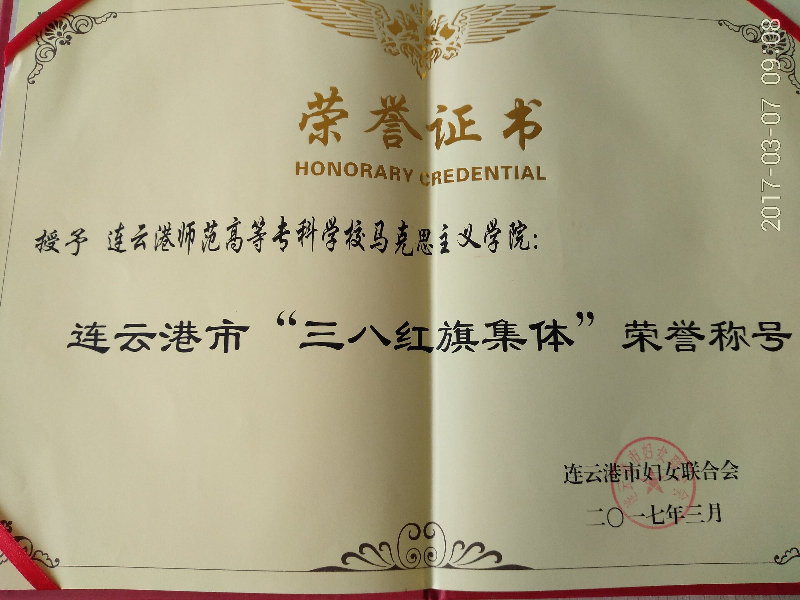 荣誉证书
HONORARY CREDENTIAL
授予 连云港师范高等专科学校马克思主义学院：
连云港市“三八红旗集体”荣誉称号
连云港市妇女联合会
二〇一七年三月
2017-03-07 09:08